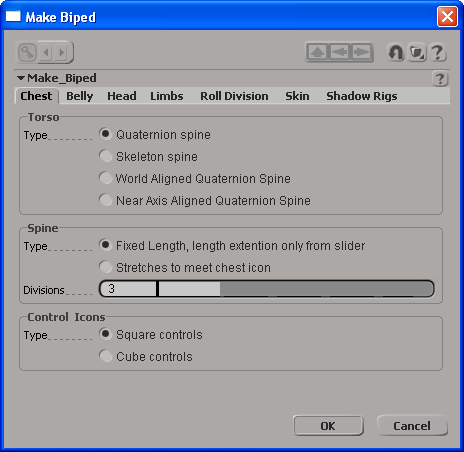 Make Biped
?
Make_Biped
?
Chest Belly Head Limbs Roll Division Skin Shadow Rigs
Torso
Type Quaternion spine
Skeleton spine
World Aligned Quaternion Spine
Near Axis Aligned Quaternion Spine
Spine
Type Fixed Length, length extention only from slider
Stretches to meet chest icon
Divisions 3
Control Icons
Type Square controls
Cube controls
OK Cancel